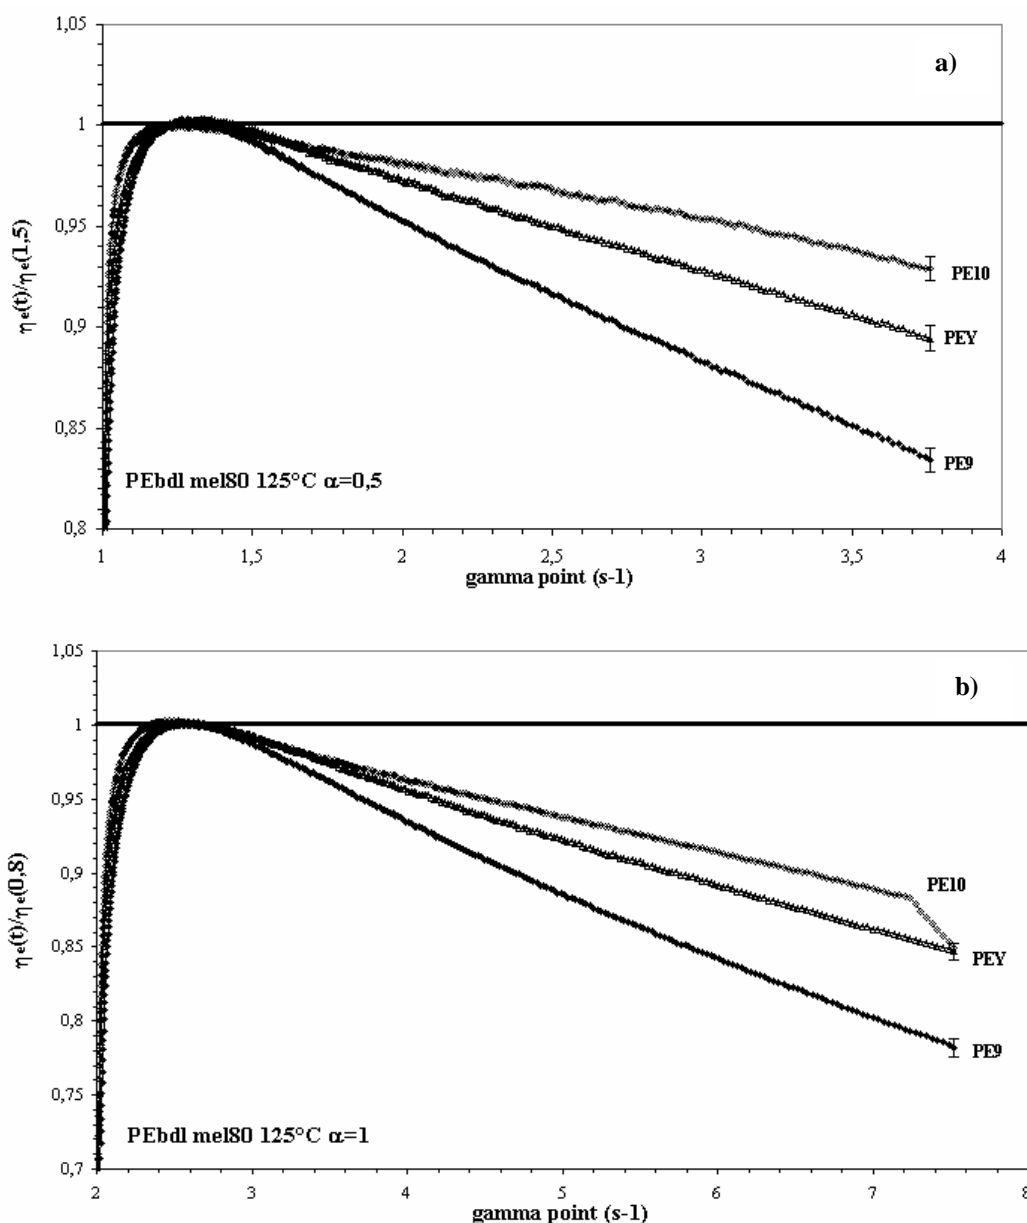 a)
1,05
1
0,95
0,9
0,85
0,8
ηe(t)/ηe(1,5)
PE10
PEY
PE9
PEbdl mel80 125°C α=0,5
1 1,5 2 2,5 3 3,5 4
gamma point (s-1)
b)
1,05
1
0,95
0,9
0,85
0,8
0,75
0,7
ηe(t)/ηe(0,8)
PE10
PEY
PE9
PEbdl mel80 125°C α=1
2 3 4 5 6 7 8
gamma point (s-1)